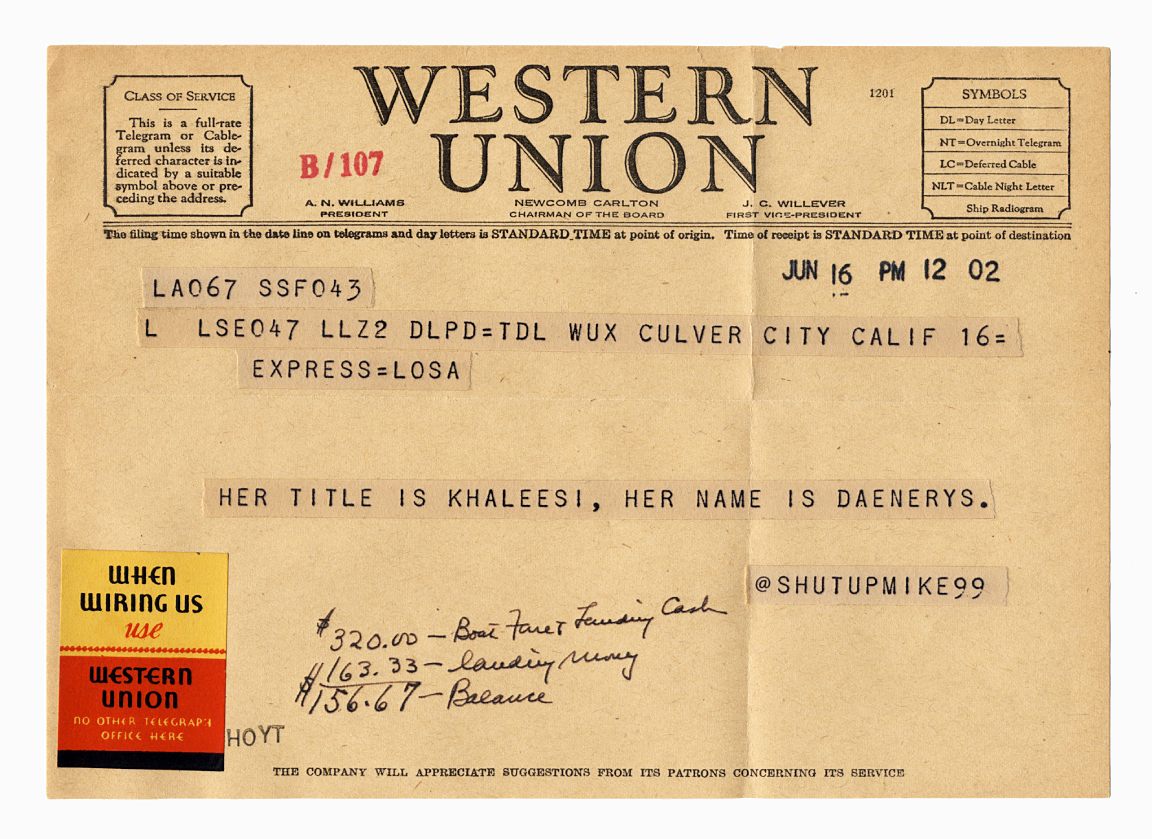 WESTERN
UNION
1201
CLASS OF SERVICE
This is a full-rate
Telegram or Cable-
gram unless its de-
ferred character is in-
dicated by a suitable
symbol above or pre-
ceding the address.
B/107
A. N. WILLIAMS
PRESIDENT
NEWCOMB CARLTON
CHAIRMAN OF THE BOARD
J. C. WILLEVER
FIRST VICE-PRESIDENT
SYMBOLS
DL=Day Letter
NT=Overnight Telegram
LC=Deferred Cable
NLT=Cable Night Letter
Ship Radiogram
The filing time shown in the date line on telegrams and day letters is STANDARD TIME at point of origin. Time of receipt is STANDARD TIME at point of destination
JUN 16 PM 12 02
LA067 SSF043
L LSE047 LLZ2 DLPD=TDL WUX CULVER CITY CALIF 16=
EXPRESS=LOSA
HER TITLE IS KHALEESI, HER NAME IS DAENERYS.
@SHUTUPMIKE99
$320.00 – Boat Fare & Landing Cash
$163.33 – landing money
$156.67 – Balance
WHEN
WIRING US
use
WESTERN
UNION
NO OTHER TELEGRAPH
OFFICE HERE
HOYT
THE COMPANY WILL APPRECIATE SUGGESTIONS FROM ITS PATRONS CONCERNING ITS SERVICE